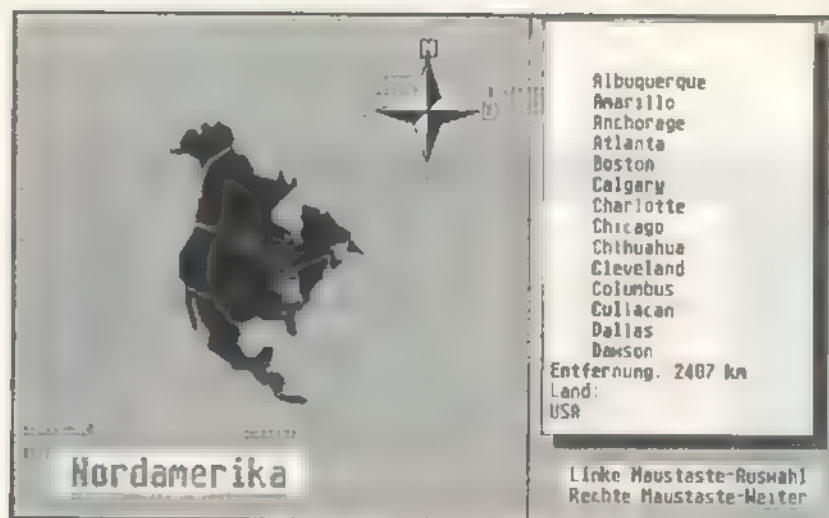 N
Albuquerque
Amarillo
Anchorage
Atlanta
Boston
Calgary
Charlotte
Chicago
Chihuahua
Cleveland
Columbus
Culiacan
Dallas
Dawson
Entfernung. 2407 km
Land:
USA
Nordamerika
Linke Maustaste-Auswahl
Rechte Maustaste-Weiter